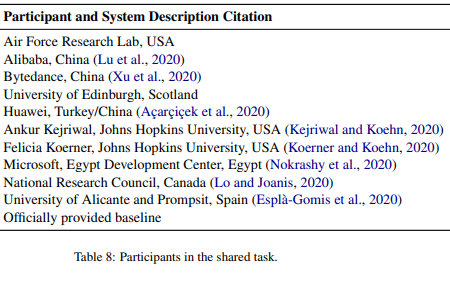 Participant and System Description Citation
Air Force Research Lab, USA
Alibaba, China (Lu et al., 2020)
Bytedance, China (Xu et al., 2020)
University of Edinburgh, Scotland
Huawei, Turkey/China (Açarçiçek et al., 2020)
Ankur Kejriwal, Johns Hopkins University, USA (Kejriwal and Koehn, 2020)
Felicia Koerner, Johns Hopkins University, USA (Koerner and Koehn, 2020)
Microsoft, Egypt Development Center, Egypt (Nokrashy et al., 2020)
National Research Council, Canada (Lo and Joanis, 2020)
University of Alicante and Prompsit, Spain (Esplà-Gomis et al., 2020)
Officially provided baseline
Table 8: Participants in the shared task.